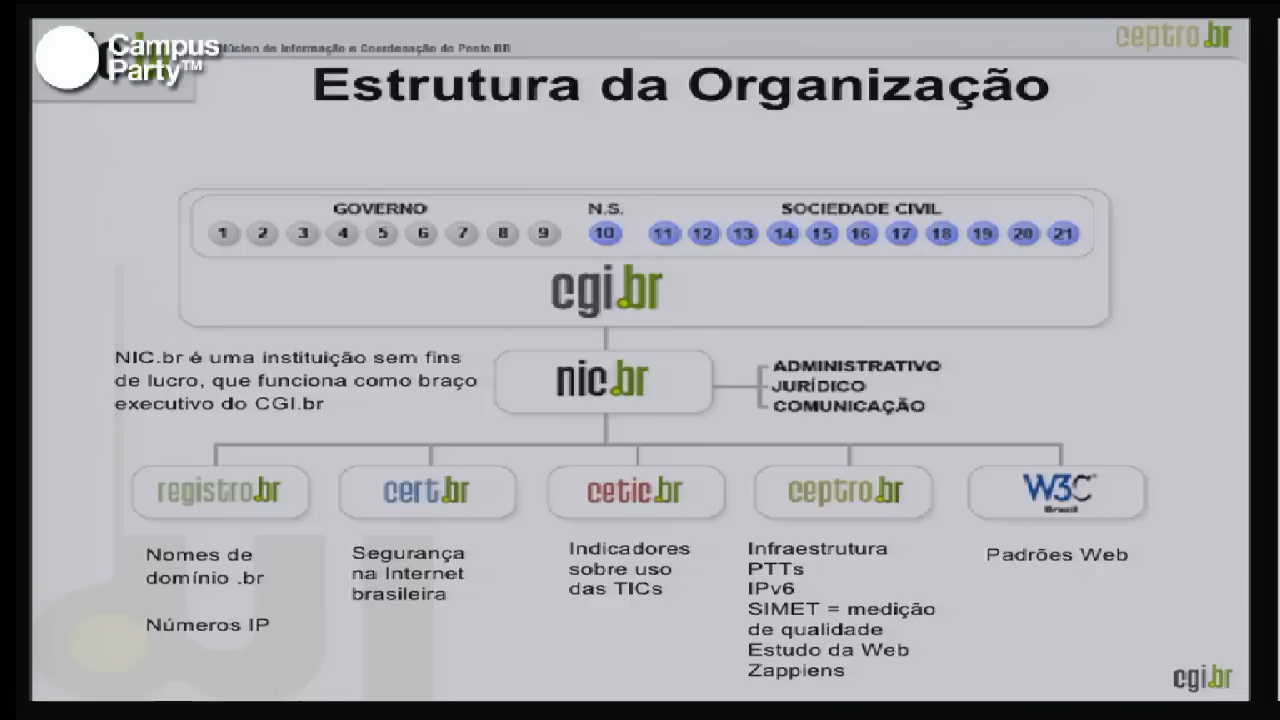 Campus
Party™
Núcleo de Informação e Coordenação do Ponto BR
ceptro.br
Estrutura da Organização
GOVERNO
N.S.
SOCIEDADE CIVIL
1 2 3 4 5 6 7 8 9 10 11 12 13 14 15 16 17 18 19 20 21
cgi.br
NIC.br é uma instituição sem fins
de lucro, que funciona como braço
executivo do CGI.br
nic.br
ADMINISTRATIVO
JURÍDICO
COMUNICAÇÃO
registro.br
cert.br
cetic.br
ceptro.br
W3C
Brasil
Nomes de
domínio .br
Números IP
Segurança
na Internet
brasileira
Indicadores
sobre uso
das TICs
Infraestrutura
PTTs
IPv6
SIMET = medição
de qualidade
Estudo da Web
Zappiens
Padrões Web
cgi.br